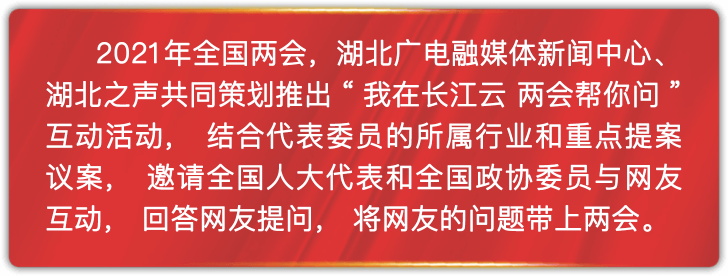 2021年全国两会，湖北广电融媒体新闻中心、
湖北之声共同策划推出“我在长江云 两会帮你问”
互动活动， 结合代表委员的所属行业和重点提案
议案， 邀请全国人大代表和全国政协委员与网友
互动， 回答网友提问， 将网友的问题带上两会。